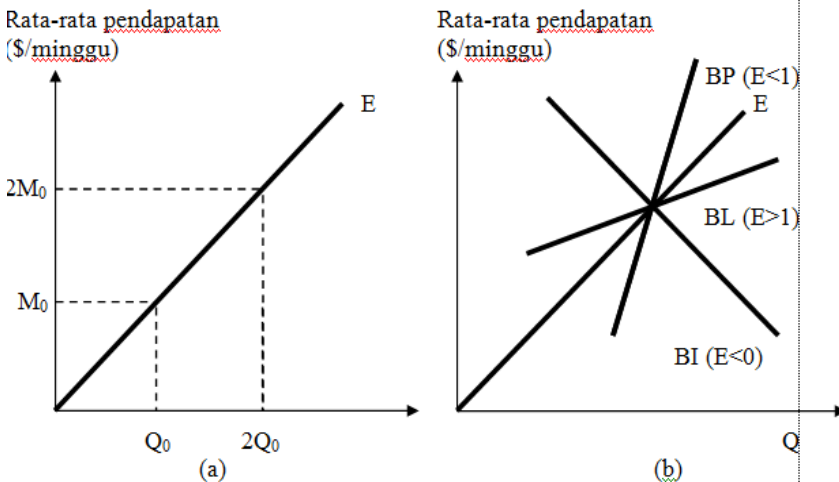 Rata-rata pendapatan
($/minggu)
E
2M0
M0
Q0
2Q0
(a)
Rata-rata pendapatan
($/minggu)
BP (E<1)
E
BL (E>1)
BI (E<0)
Q
(b)